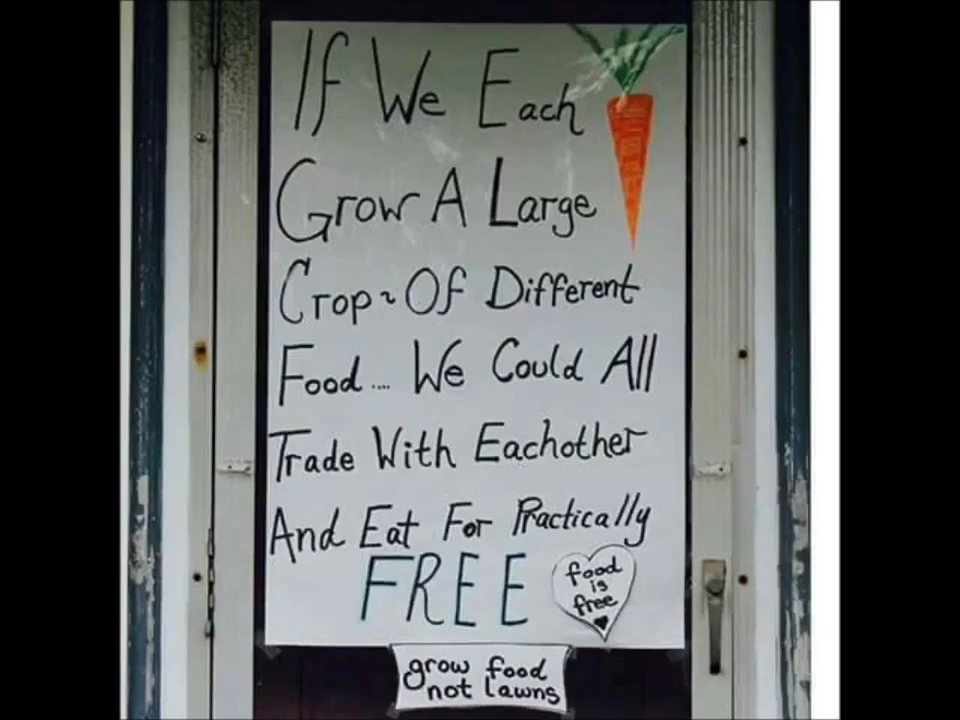 If We Each
Grow A Large
Crop~Of Different
Food.... We Could All
Trade With Eachother
And Eat For Practically
FREE
food
is
free
grow food
not lawns